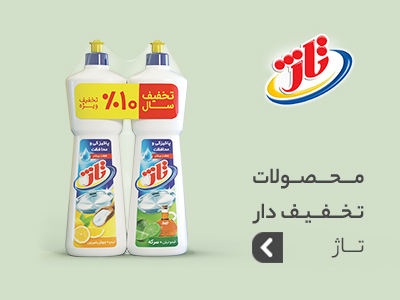 تاژ
محصولات
تخفیف دار
تاژ
تخفیف
سال
۱۰٪
تخفیف
ویژه
پاکیزگی و
محافظت
تاژ
پاکیزگی و
محافظت
تاژ